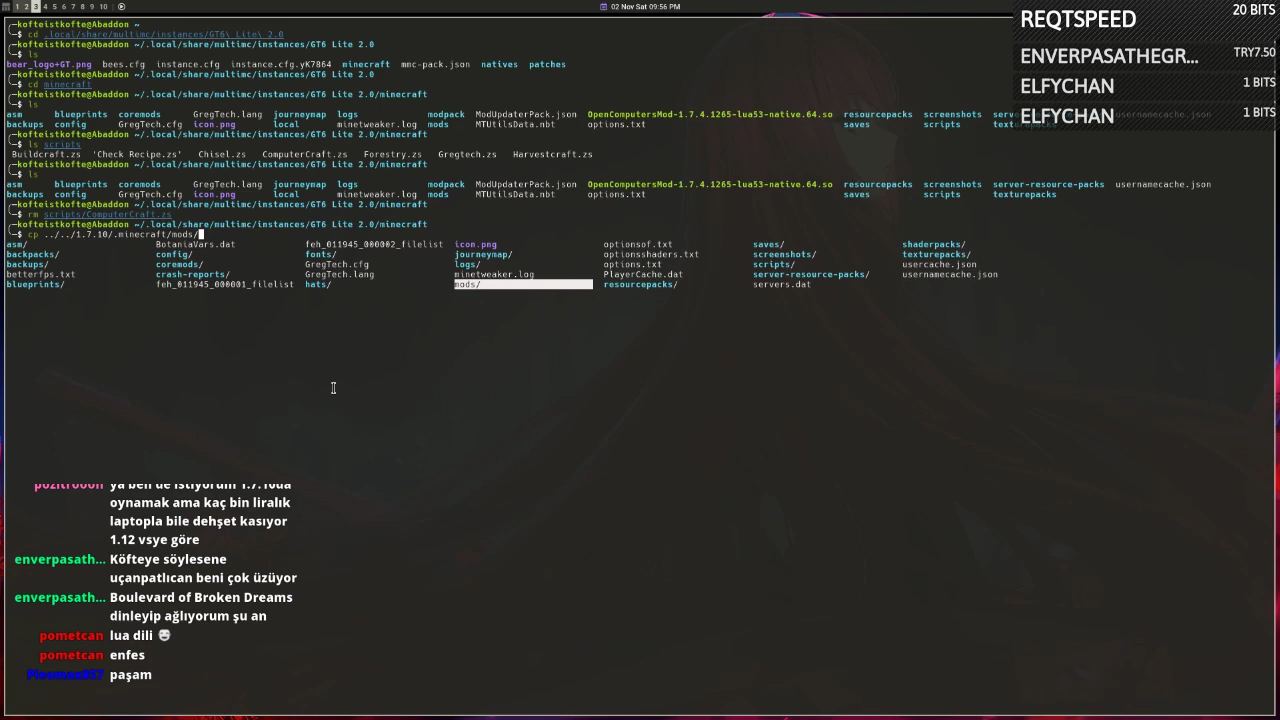 1 2 3 4 5 6 7 8 9 10
02 Nov Sat 09:56 PM
REQTSPEED 20 BITS
ENVERPASATHEGR... TRY7.50
ELFYCHAN 1 BITS
ELFYCHAN 1 BITS
kofteistkofte@Abaddon ~
$ cd .local/share/multimc/instances/GT6\ Lite\ 2.0
kofteistkofte@Abaddon ~/.local/share/multimc/instances/GT6 Lite 2.0
$ ls
bear_logo+GT.png bees.cfg instance.cfg instance.cfg.yK7864 minecraft mmc-pack.json natives patches
kofteistkofte@Abaddon ~/.local/share/multimc/instances/GT6 Lite 2.0
$ cd minecraft
kofteistkofte@Abaddon ~/.local/share/multimc/instances/GT6 Lite 2.0/minecraft
$ ls
asm blueprints coremods GregTech.lang journeymap logs modpack ModUpdaterPack.json OpenComputersMod-1.7.4.1265-lua53-native.64.so resourcepacks screenshots usernamecache.json
backups config GregTech.cfg icon.png local minetweaker.log mods MTUtilsData.nbt options.txt saves scripts texturepacks
kofteistkofte@Abaddon ~/.local/share/multimc/instances/GT6 Lite 2.0/minecraft
$ ls scripts
Buildcraft.zs 'Check Recipe.zs' Chisel.zs ComputerCraft.zs Forestry.zs Gregtech.zs Harvestcraft.zs
kofteistkofte@Abaddon ~/.local/share/multimc/instances/GT6 Lite 2.0/minecraft
$ ls
asm blueprints coremods GregTech.lang journeymap logs modpack ModUpdaterPack.json OpenComputersMod-1.7.4.1265-lua53-native.64.so resourcepacks screenshots server-resource-packs usernamecache.json
backups config GregTech.cfg icon.png local minetweaker.log mods MTUtilsData.nbt options.txt saves scripts texturepacks
kofteistkofte@Abaddon ~/.local/share/multimc/instances/GT6 Lite 2.0/minecraft
$ rm scripts/ComputerCraft.zs
kofteistkofte@Abaddon ~/.local/share/multimc/instances/GT6 Lite 2.0/minecraft
$ cp ../../1.7.10/.minecraft/mods/
asm/ BotaniaVars.dat feh_011945_000002_filelist icon.png optionsof.txt saves/ shaderpacks/
backpacks/ config/ fonts/ journeymap/ optionsshaders.txt screenshots/ texturepacks/
backups/ coremods/ GregTech.cfg logs/ options.txt scripts/ usercache.json
betterfps.txt crash-reports/ GregTech.lang minetweaker.log PlayerCache.dat server-resource-packs/ usernamecache.json
blueprints/ feh_011945_000001_filelist hats/ mods/ resourcepacks/ servers.dat
pozitrooon ya ben de istiyorum 1.7.10da
oynamak ama kaç bin liralık
laptopla bile dehşet kasıyor
1.12 vsye göre
enverpasath... Köfteye söylesene
uçanpatlıcan beni çok üzüyor
enverpasath... Boulevard of Broken Dreams
dinleyip ağlıyorum şu an
pometcan lua dili
pometcan enfes
paşam